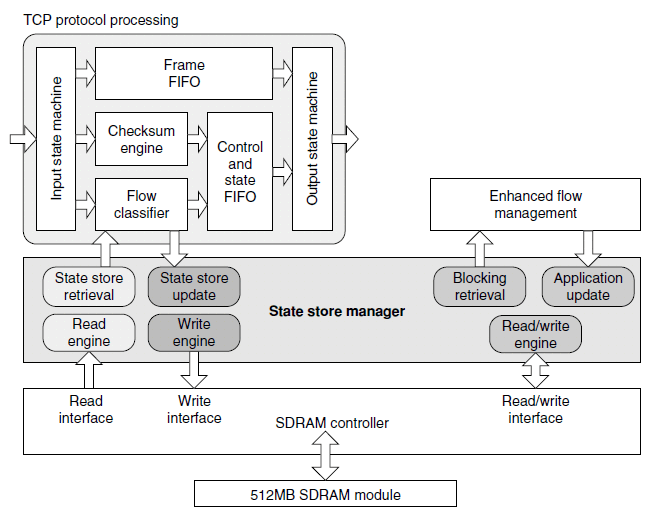 TCP protocol processing
Input state machine
Frame
FIFO
Checksum
engine
Flow
classifier
Control
and
state
FIFO
Output state machine
Enhanced flow
management
State store
retrieval
State store
update
Read
engine
Write
engine
State store manager
Blocking
retrieval
Application
update
Read/write
engine
Read
interface
Write
interface
SDRAM controller
Read/write
interface
512MB SDRAM module